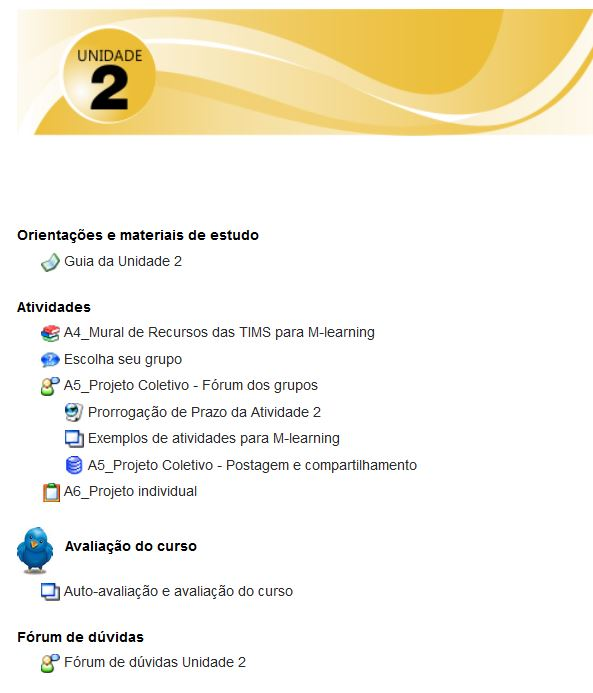 UNIDADE
2
Orientações e materiais de estudo
Guia da Unidade 2
Atividades
A4_Mural de Recursos das TIMS para M-learning
Escolha seu grupo
A5_Projeto Coletivo - Fórum dos grupos
Prorrogação de Prazo da Atividade 2
Exemplos de atividades para M-learning
A5_Projeto Coletivo - Postagem e compartilhamento
A6_Projeto individual
Avaliação do curso
Auto-avaliação e avaliação do curso
Fórum de dúvidas
Fórum de dúvidas Unidade 2